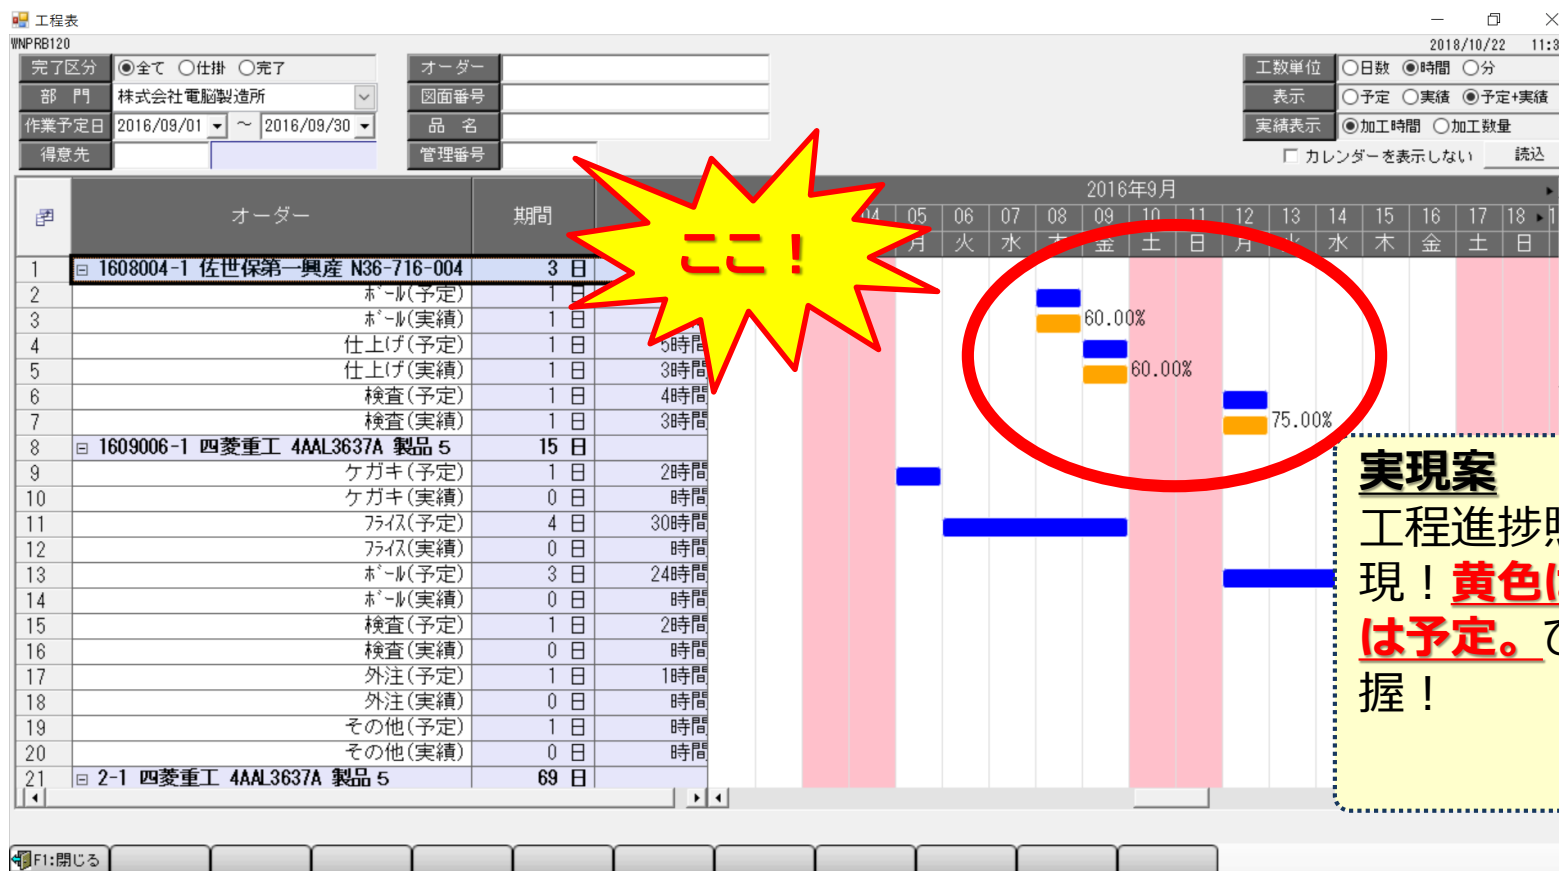 工程表
WNPRB120
2018/10/22 11:3
完了区分 全て 仕掛 完了 オーダー 工数単位 日数 時間 分
部 門 株式会社電脳製造所 図面番号 表示 予定 実績 予定+実績
作業予定日 2016/09/01 ～ 2016/09/30 品 名 実績表示 加工時間 加工数量
得意先 管理番号 カレンダーを表示しない 読込
オーダー 期間 2016年9月
04 05 06 07 08 09 10 11 12 13 14 15 16 17 18 1
月 火 水 木 金 土 日 月 火 水 木 金 土 日
ここ！
1 1608004-1 佐世保第一興産 N36-716-004 3 日
2 ﾎﾞｰﾙ(予定) 1 日
3 ﾎﾞｰﾙ(実績) 1 日 60.00%
4 仕上げ(予定) 1 日 5時間
5 仕上げ(実績) 1 日 3時間 60.00%
6 検査(予定) 1 日 4時間
7 検査(実績) 1 日 3時間 75.00%
8 1609006-1 四菱重工 4AAL3637A 製品５ 15 日
9 ケガキ(予定) 1 日 2時間
10 ケガキ(実績) 0 日 時間
11 ﾌﾗｲｽ(予定) 4 日 30時間
12 ﾌﾗｲｽ(実績) 0 日 時間
13 ﾎﾞｰﾙ(予定) 3 日 24時間
14 ﾎﾞｰﾙ(実績) 0 日 時間
15 検査(予定) 1 日 2時間
16 検査(実績) 0 日 時間
17 外注(予定) 1 日 1時間
18 外注(実績) 0 日 時間
19 その他(予定) 1 日 時間
20 その他(実績) 0 日 時間
21 2-1 四菱重工 4AAL3637A 製品５ 69 日
実現案
工程進捗
現！黄色は
は予定。
握！
F1:閉じる